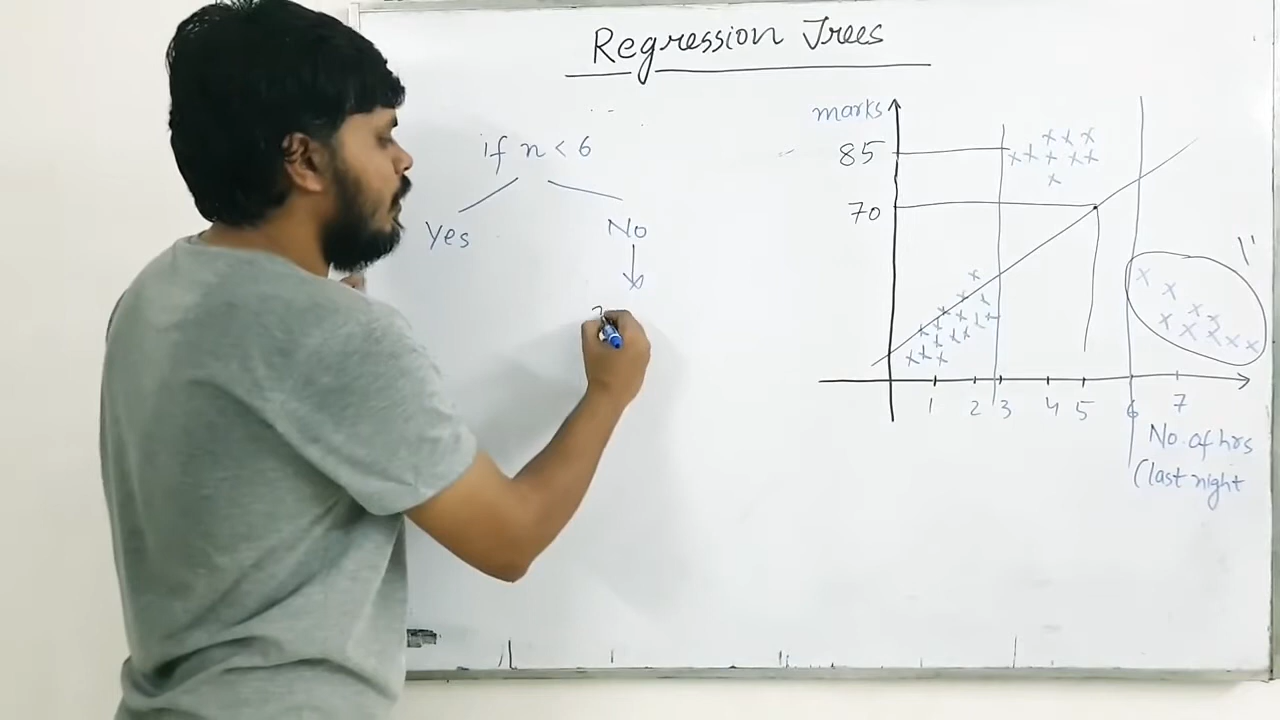 Regression Trees
if n < 6
Yes
No
marks
85
70
1 2 3 4 5 6 7
No. of hrs
(last night